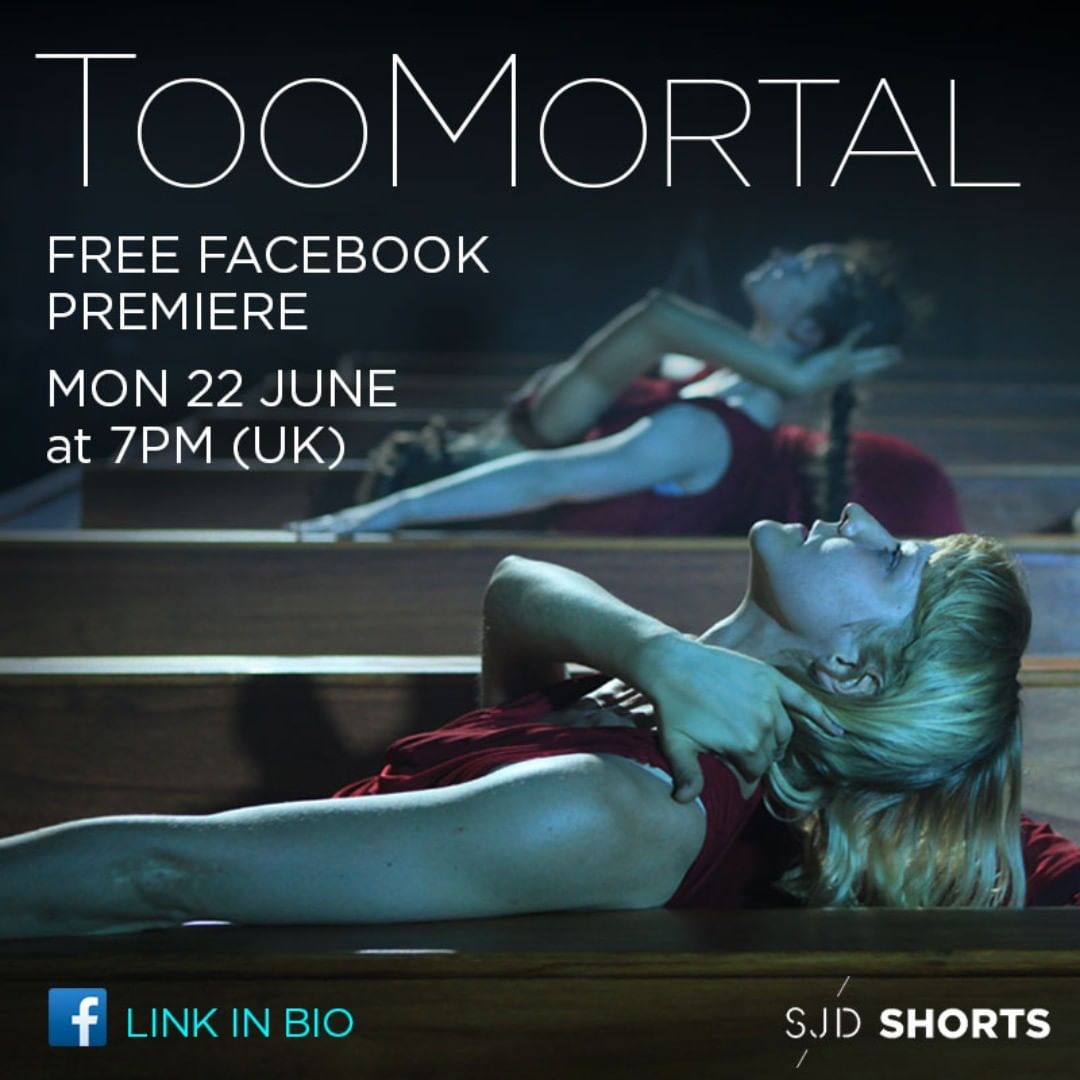 TooMortal
FREE FACEBOOK
PREMIERE
MON 22 JUNE
at 7PM (UK)
f LINK IN BIO
SJD SHORTS